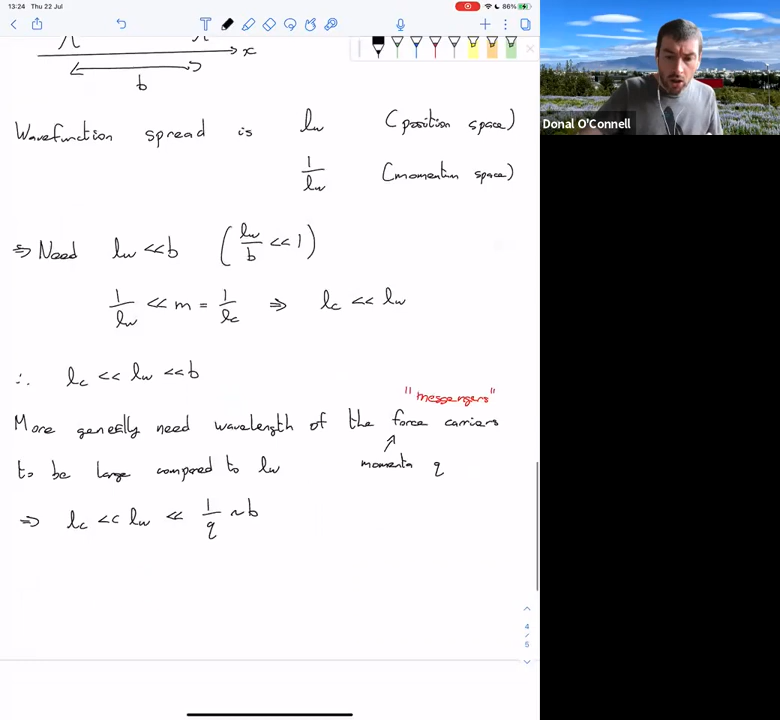 13:24 Thu 22 Jul
86%
x
b
Donal O'Connell
Wavefunction spread is lw (position space)
1/lw (momentum space)
⇒ Need lw << b (lw/b << 1)
1/lw << m = 1/lc ⇒ lc << lw
∴ lc << lw << b
"messengers"
More generally need wavelength of the force carriers
to be large compared to lw
momenta q
⇒ lc << lw << 1/q ~ b
4
/
5